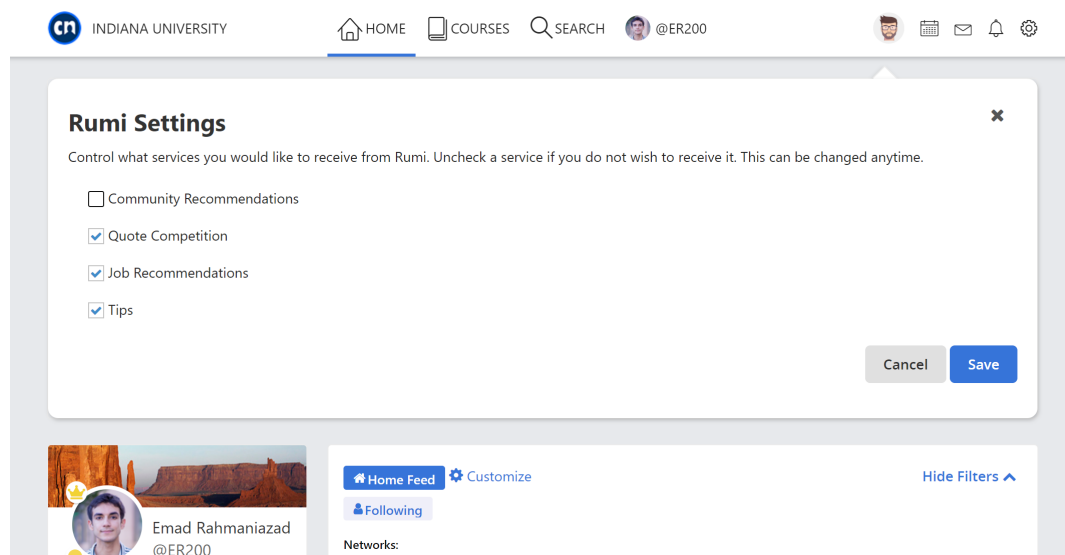 cn INDIANA UNIVERSITY HOME COURSES SEARCH @ER200
Rumi Settings
Control what services you would like to receive from Rumi. Uncheck a service if you do not wish to receive it. This can be changed anytime.
Community Recommendations
Quote Competition
Job Recommendations
Tips
Cancel Save
Home Feed Customize Hide Filters
Following
Emad Rahmaniazad
@ER200
Networks: